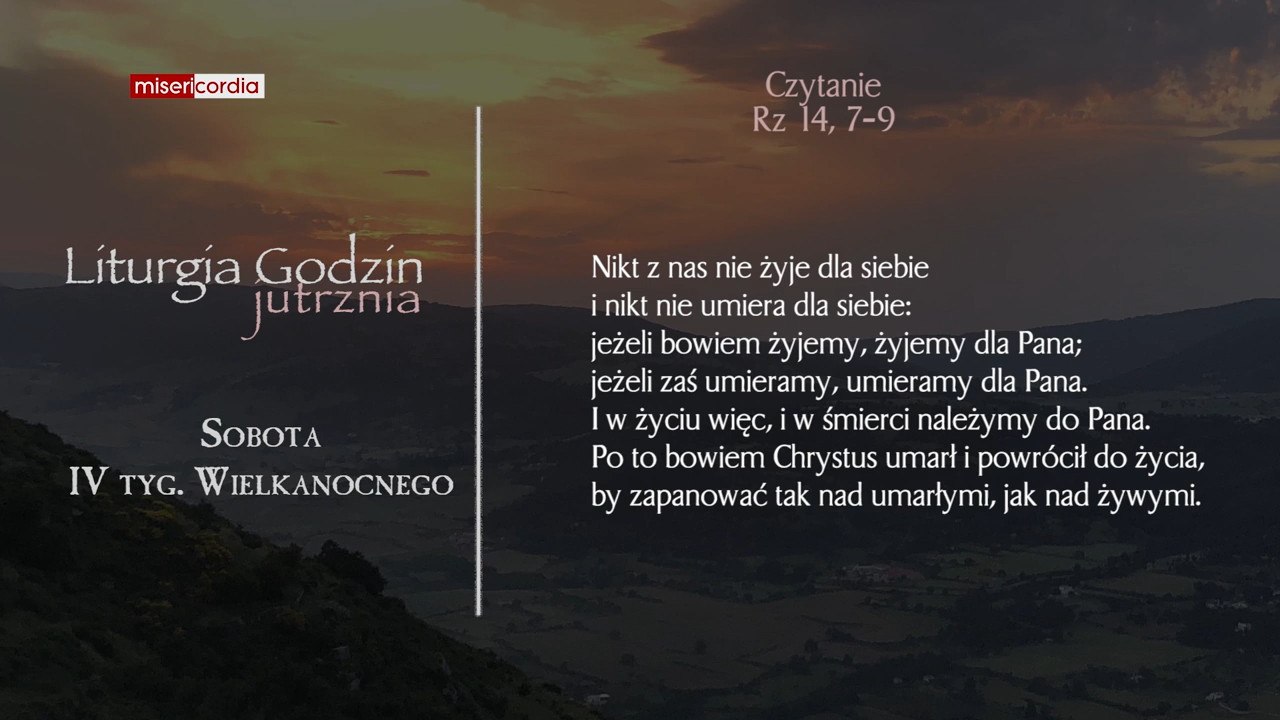 misericordia
Liturgia Godzin
jutrznia
Sobota
IV tyg. Wielkanocnego
Czytanie
Rz 14, 7-9
Nikt z nas nie żyje dla siebie
i nikt nie umiera dla siebie:
jeżeli bowiem żyjemy, żyjemy dla Pana;
jeżeli zaś umieramy, umieramy dla Pana.
I w życiu więc, i w śmierci należymy do Pana.
Po to bowiem Chrystus umarł i powrócił do życia,
by zapanować tak nad umarłymi, jak nad żywymi.